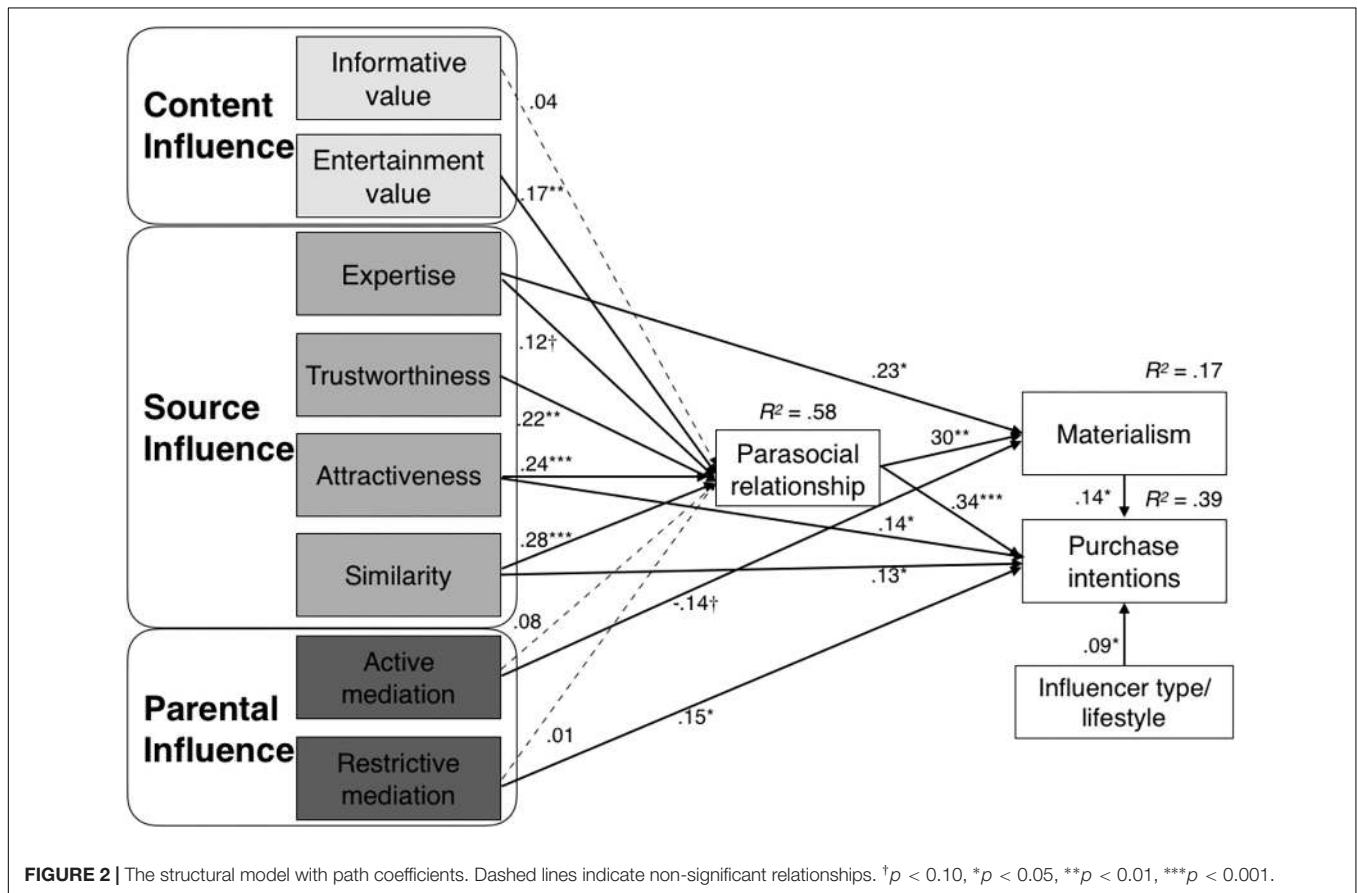 Content
Influence
Informative
value
Entertainment
value
.04
.17**
Source
Influence
Expertise
Trustworthiness
Attractiveness
Similarity
.12†
.22**
.24***
.28***
.23*
R² = .58
Parasocial
relationship
30**
.34***
.14*
.13*
R² = .17
Materialism
.14*
R² = .39
Purchase
intentions
.09*
Influencer type/
lifestyle
Parental
Influence
Active
mediation
Restrictive
mediation
.08
-.14†
.01
.15*
FIGURE 2 | The structural model with path coefficients. Dashed lines indicate non-significant relationships. †p < 0.10, *p < 0.05, **p < 0.01, ***p < 0.001.